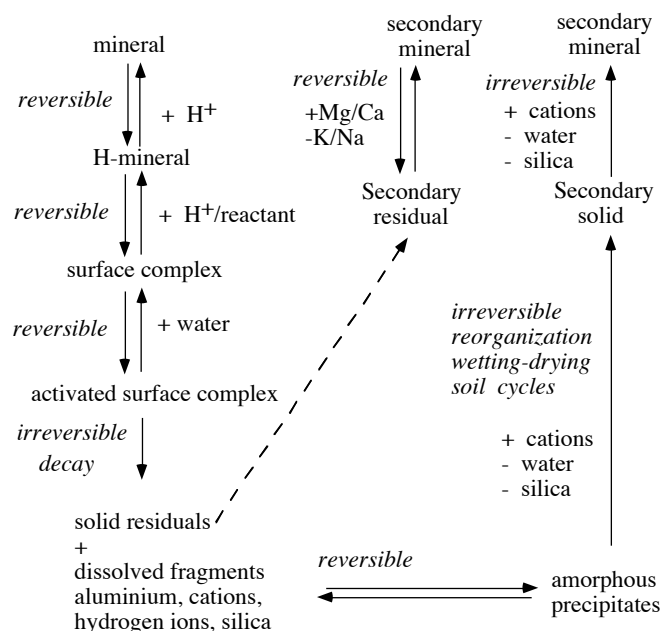 mineral
reversible
+ H+
H-mineral
reversible
+ H+/reactant
surface complex
reversible
+ water
activated surface complex
irreversible
decay
solid residuals
+
dissolved fragments
aluminium, cations,
hydrogen ions, silica
reversible
amorphous
precipitates
secondary
mineral
reversible
+Mg/Ca
-K/Na
Secondary
residual
secondary
mineral
irreversible
+ cations
- water
- silica
Secondary
solid
irreversible
reorganization
wetting-drying
soil cycles
+ cations
- water
- silica